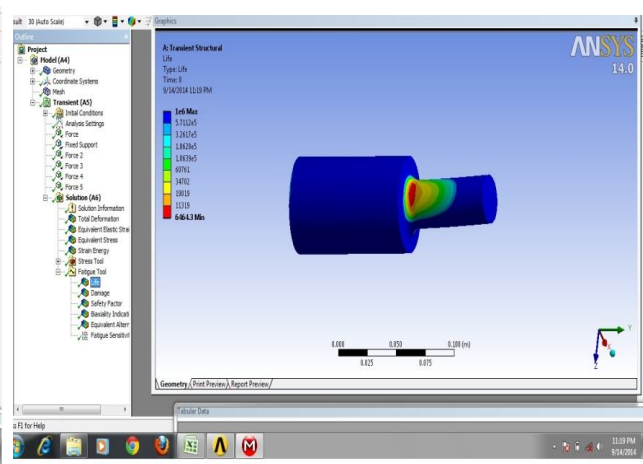 sult 30 (Auto Scale)
Outline
Project
Model (A4)
Geometry
Coordinate Systems
Mesh
Transient (A5)
Initial Conditions
Analysis Settings
Force
Fixed Support
Force 2
Force 3
Force 4
Force 5
Solution (A6)
Solution Information
Total Deformation
Equivalent Elastic Strai
Equivalent Stress
Strain Energy
Stress Tool
Fatigue Tool
Life
Damage
Safety Factor
Biaxiality Indicati
Equivalent Altern
Fatigue Sensitivit
s F1 for Help
Graphics
A: Transient Structural
Life
Type: Life
Time: 0
9/14/2014 11:19 PM
1e6 Max
5.7112e5
3.2617e5
1.8628e5
1.0639e5
60761
34702
19819
11319
6464.3 Min
ANSYS
14.0
0.000
0.050
0.100 (m)
0.025
0.075
Y
X
Z
Geometry / Print Preview / Report Preview /
Tabular Data
11:19 PM
9/14/2014